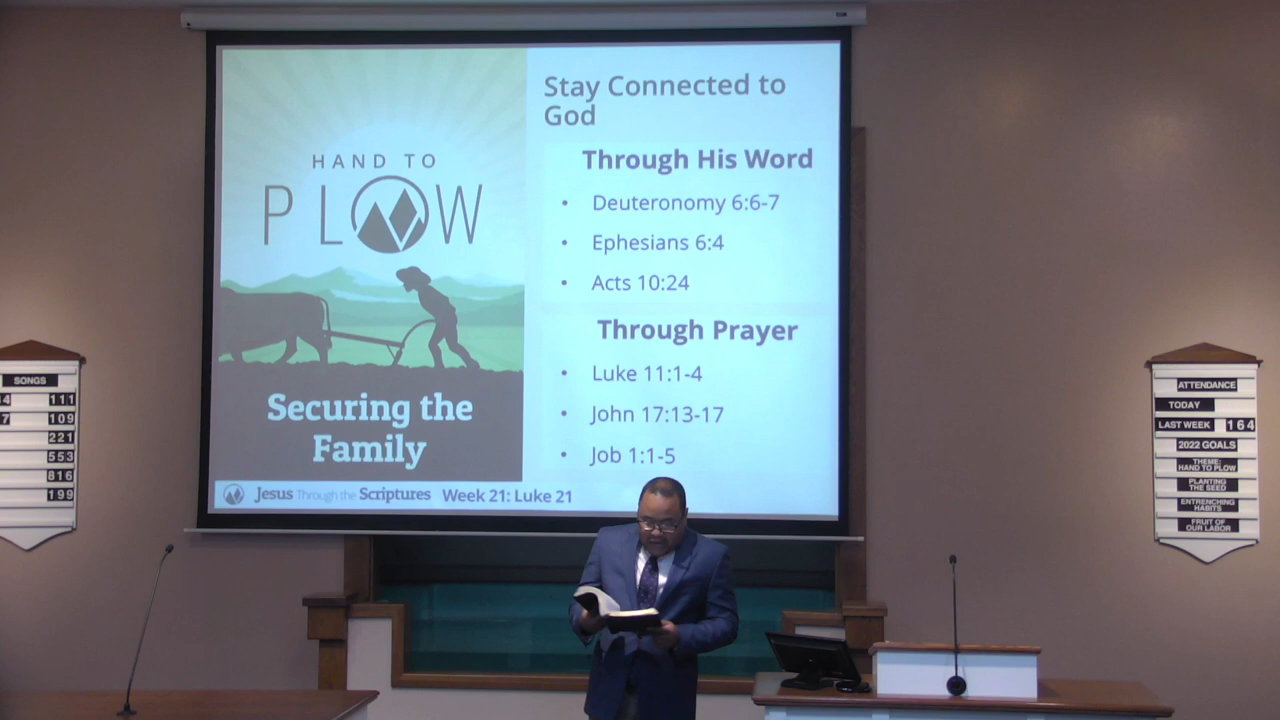 HAND TO
PLOW
Securing the
Family
Jesus Through the Scriptures Week 21: Luke 21
Stay Connected to
God
Through His Word
• Deuteronomy 6:6-7
• Ephesians 6:4
• Acts 10:24
Through Prayer
• Luke 11:1-4
• John 17:13-17
• Job 1:1-5
SONGS
4 111
7 109
221
553
816
199
ATTENDANCE
TODAY
LAST WEEK 164
2022 GOALS
THEME:
HAND TO PLOW
PLANTING
THE SEED
ENTRENCHING
HABITS
FRUIT OF
OUR LABOR